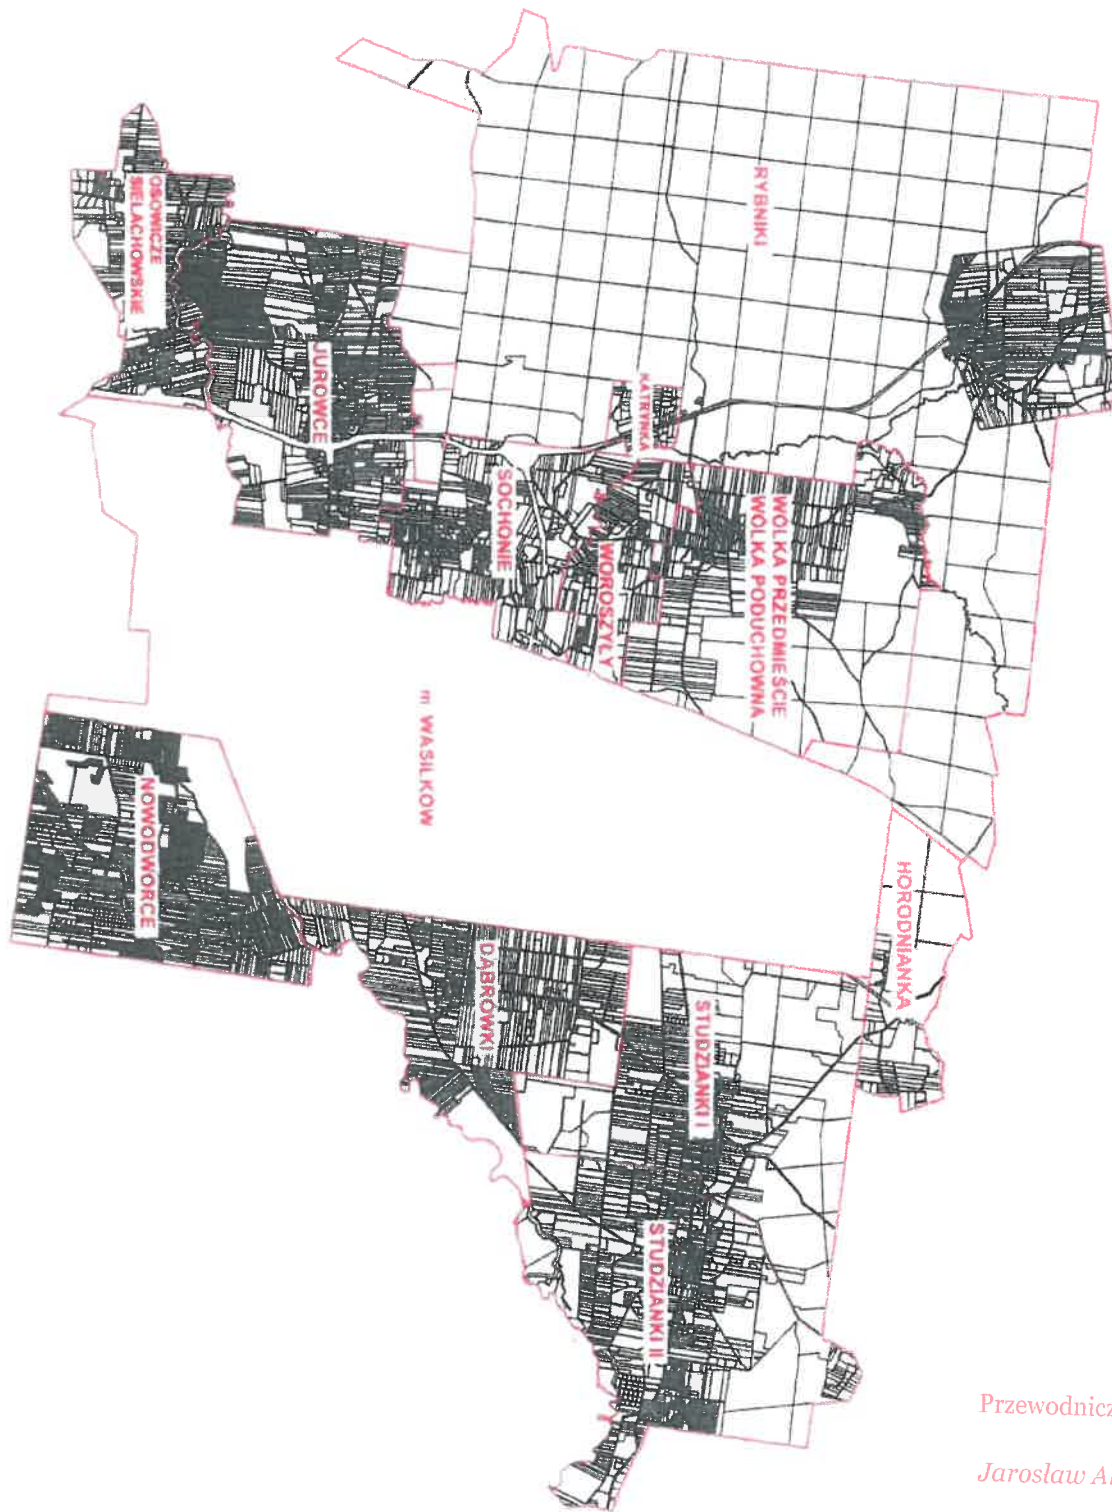 RYBNIKI
OSOWICZE
SIELACHOWSKIE
JUROWCE
KATRYNKA
SOCHONIE
WOROSZYŁY
WÓLKA PRZEDMIEŚCIE
WÓLKA PODUCHOWNA
m WASILKÓW
NOWODWORCE
HORODNIANKA
DĄBRÓWKI
STUDZIANKI I
STUDZIANKI II
Przewodnicz
Jarosław